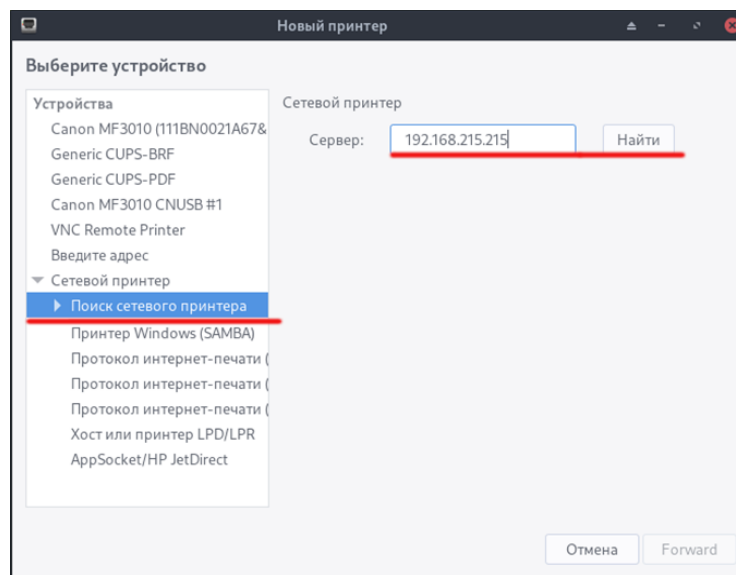 Новый принтер
Выберите устройство
Устройства
Canon MF3010 (111BN0021A67&
Generic CUPS-BRF
Generic CUPS-PDF
Canon MF3010 CNUSB #1
VNC Remote Printer
Введите адрес
Сетевой принтер
Поиск сетевого принтера
Принтер Windows (SAMBA)
Протокол интернет-печати (
Протокол интернет-печати (
Протокол интернет-печати (
Хост или принтер LPD/LPR
AppSocket/HP JetDirect
Сетевой принтер
Сервер: 192.168.215.215 Найти
Отмена Forward